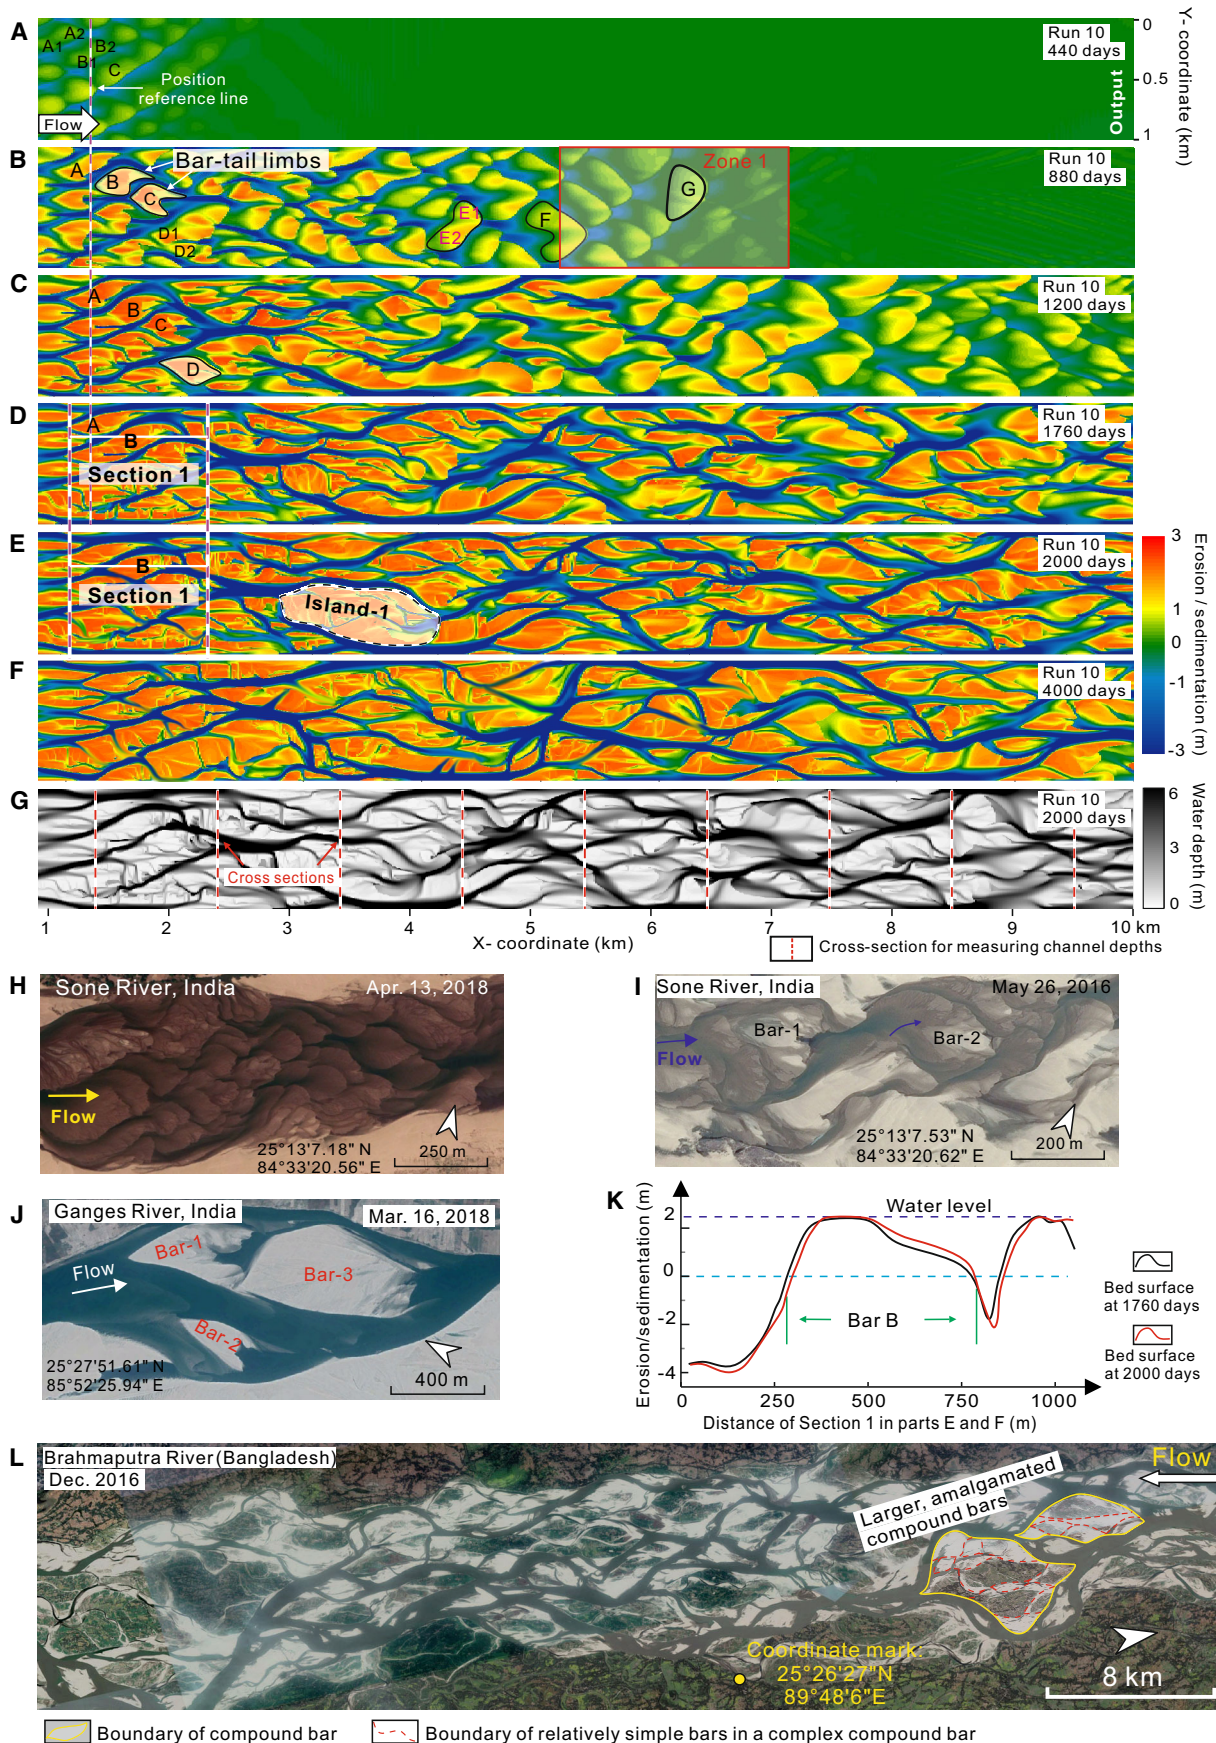 A
A2
A1
B2
B1
C
Position
reference line
Flow
Run 10
440 days
Output
0
0.5
1
Y- coordinate (km)
B
A
Bar-tail limbs
B
C
D1
D2
E1
E2
F
Zone 1
G
Run 10
880 days
C
A
B
C
D
Run 10
1200 days
D
A
B
Section 1
Run 10
1760 days
E
B
Section 1
Island-1
Run 10
2000 days
3
1
0
-1
-3
Erosion / sedimentation (m)
F
Run 10
4000 days
G
Cross sections
Run 10
2000 days
6
3
0
Water depth (m)
1 2 3 4 5 6 7 8 9 10 km
X- coordinate (km)
Cross-section for measuring channel depths
H
Sone River, India
Apr. 13, 2018
Flow
25°13'7.18" N
84°33'20.56" E
250 m
I
Sone River, India
May 26, 2016
Bar-1
Bar-2
Flow
25°13'7.53" N
84°33'20.62" E
200 m
J
Ganges River, India
Mar. 16, 2018
Bar-1
Flow
Bar-3
Bar-2
25°27'51.61" N
85°52'25.94" E
400 m
K
Erosion/sedimentation (m)
2
0
-2
-4
Water level
Bar B
0 250 500 750 1000
Distance of Section 1 in parts E and F (m)
Bed surface
at 1760 days
Bed surface
at 2000 days
L
Brahmaputra River (Bangladesh)
Dec. 2016
Flow
Larger, amalgamated
compound bars
Coordinate mark:
25°26'27"N
89°48'6"E
8 km
Boundary of compound bar
Boundary of relatively simple bars in a complex compound bar